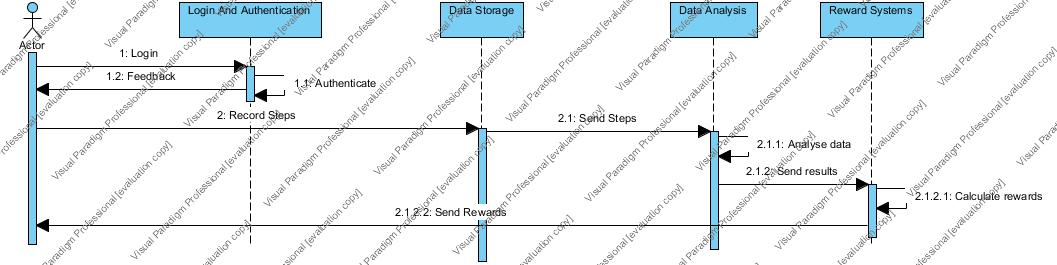 Login And Authentication
Data Storage
Data Analysis
Reward Systems
Actor
1: Login
1.2: Feedback
1.1: Authenticate
2: Record Steps
2.1: Send Steps
2.1.1: Analyse data
2.1.2: Send results
2.1.2.1: Calculate rewards
2.1.2.2: Send Rewards
Visual Paradigm Professional [evaluation copy]